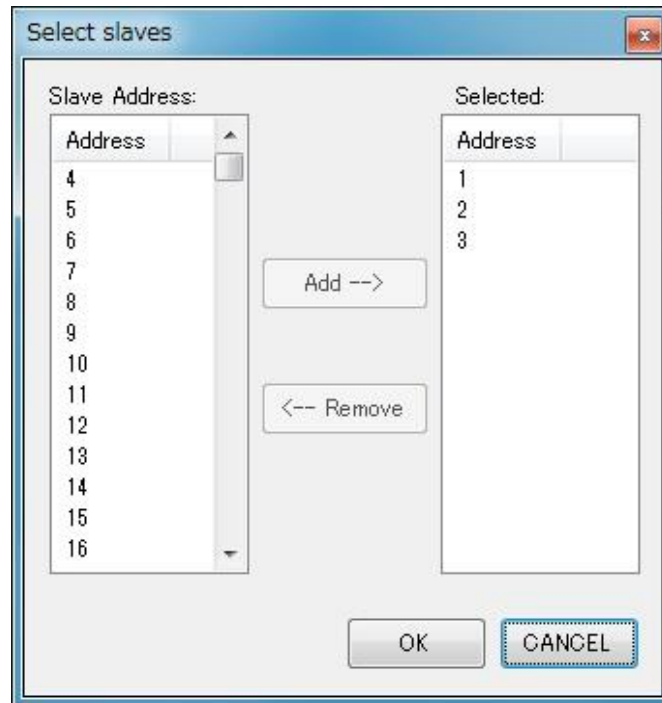 Select slaves
Slave Address:
Address
4
5
6
7
8
9
10
11
12
13
14
15
16
Add -->
<-- Remove
Selected:
Address
1
2
3
OK
CANCEL